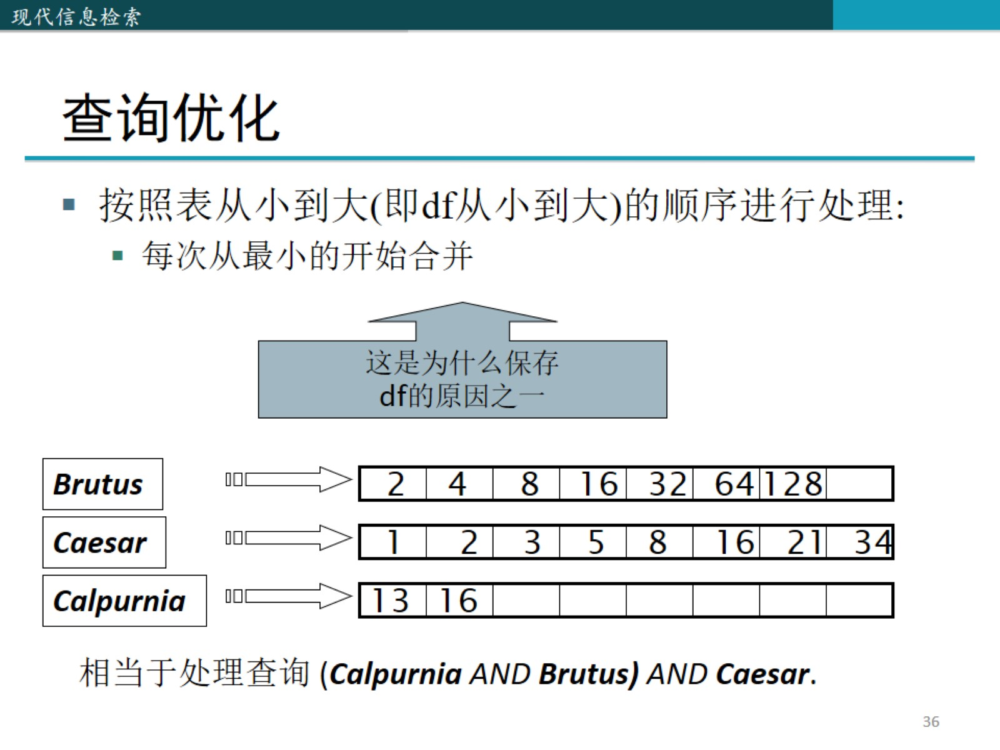 现代信息检索
查询优化
按照表从小到大(即df从小到大)的顺序进行处理:
每次从最小的开始合并
这是为什么保存
df的原因之一
Brutus 2 4 8 16 32 64 128
Caesar 1 2 3 5 8 16 21 34
Calpurnia 13 16
相当于处理查询 (Calpurnia AND Brutus) AND Caesar.
36